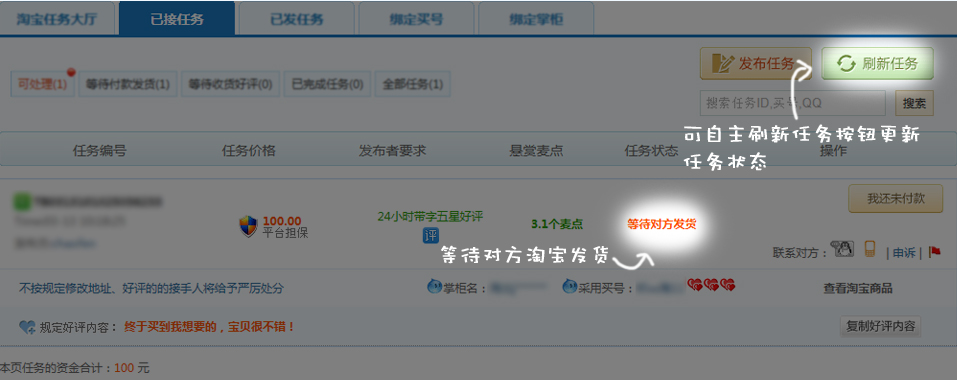 淘宝任务大厅 已接任务 已发任务 绑定买号 绑定掌柜
发布任务 刷新任务
可处理(1) 等待付款发货(1) 等待收货好评(0) 已完成任务(0) 全部任务(1)
搜索任务ID,买号,QQ 搜索
可自主刷新任务按钮更新
任务状态
任务编号 任务价格 发布者要求 悬赏麦点 任务状态 操作
我还未付款
100.00
平台担保
24小时带字五星好评
评
3.1个麦点
等待对方发货
等待对方淘宝发货
联系对方： | 申诉 |
不按规定修改地址、好评的的接手人将给予严厉处分 掌柜名： 采用买号： 查看淘宝商品
规定好评内容： 终于买到我想要的，宝贝很不错！ 复制好评内容
本页任务的资金合计：100 元